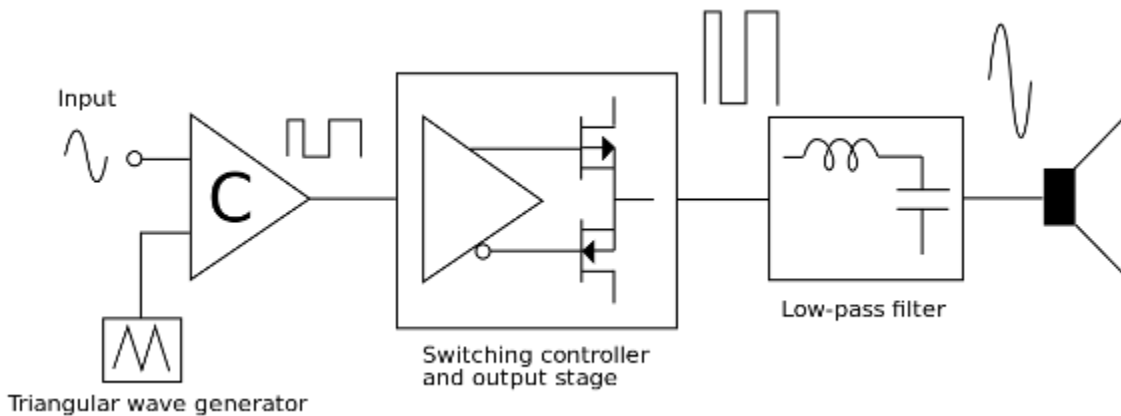 Input
C
Triangular wave generator
Switching controller
and output stage
Low-pass filter